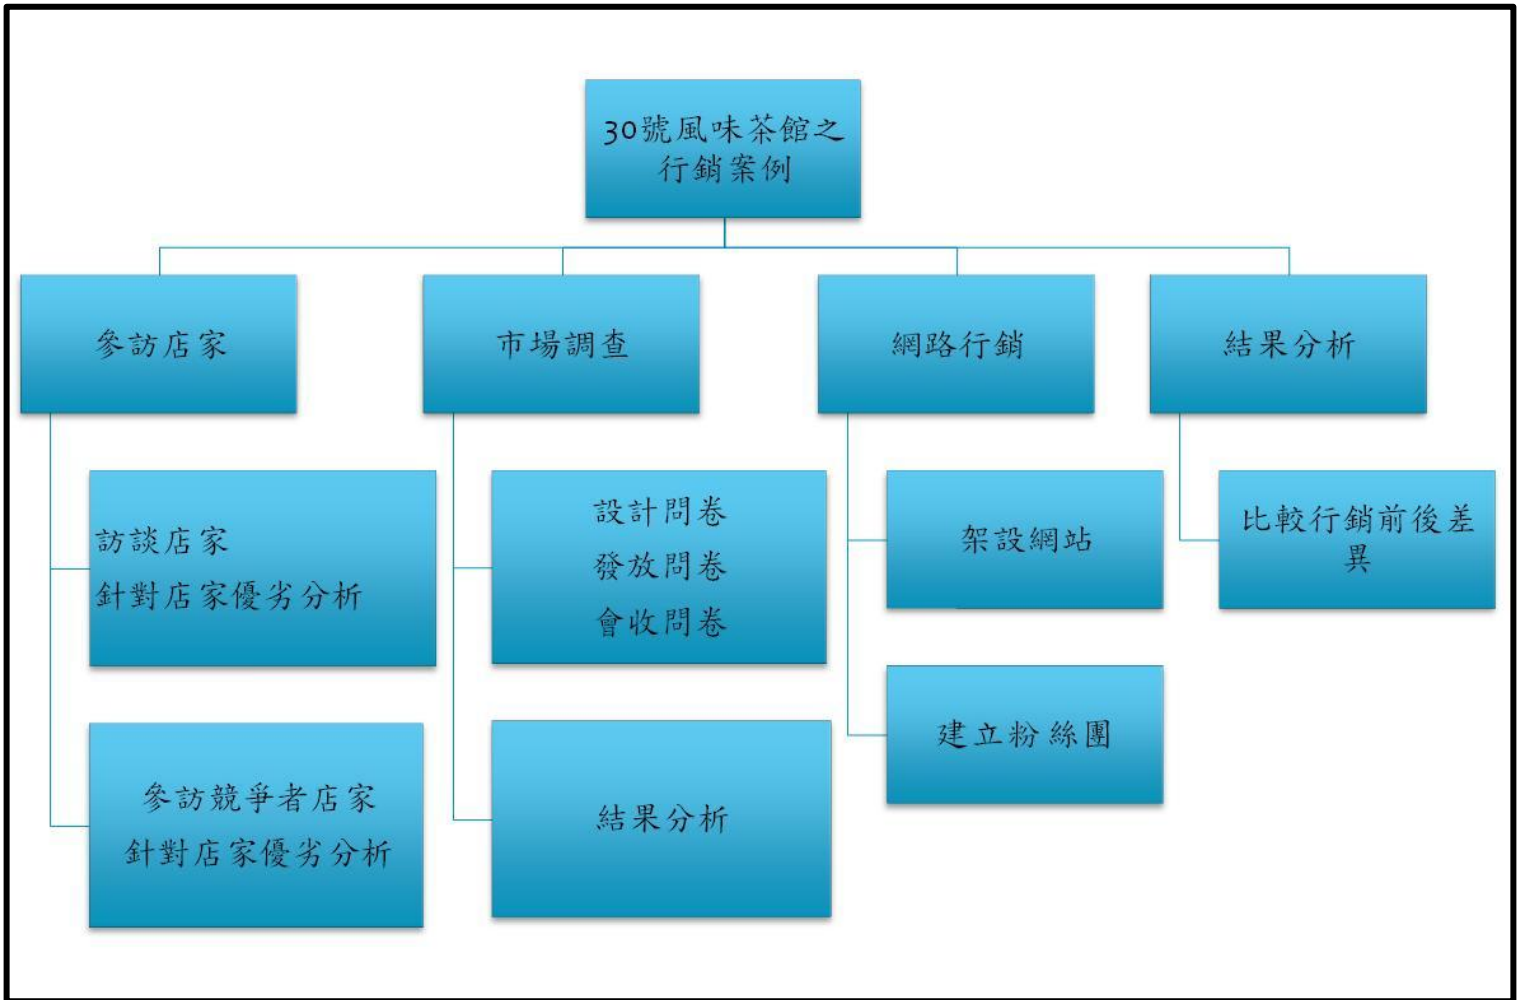 30號風味茶館之
行銷案例
參訪店家
市場調查
網路行銷
結果分析
訪談店家
針對店家優劣分析
設計問卷
發放問卷
會收問卷
架設網站
比較行銷前後差
異
建立粉絲團
參訪競爭者店家
針對店家優劣分析
結果分析